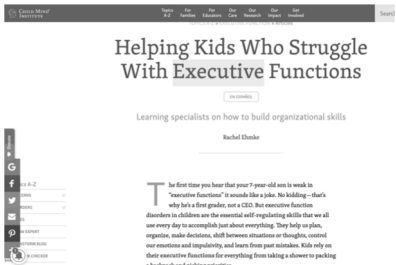 CHILD MIND INSTITUTE
Topics A-Z
For Families
For Educators
Our Care
Our Research
Our Impact
Get Involved
Search
Helping Kids Who Struggle
With Executive Functions
EN ESPAÑOL
Learning specialists on how to build organizational skills
Rachel Ehmke
The first time you hear that your 7-year-old son is weak in
"executive functions" it sounds like a joke. No kidding—that's
why he's a first grader, not a CEO. But executive function
disorders in children are the essential self-regulating skills that we all
use every day to accomplish just about everything. They help us plan,
organize, make decisions, shift between situations or thoughts, control
our emotions and impulsivity, and learn from past mistakes. Kids rely on
their executive functions for everything from taking a shower to packing